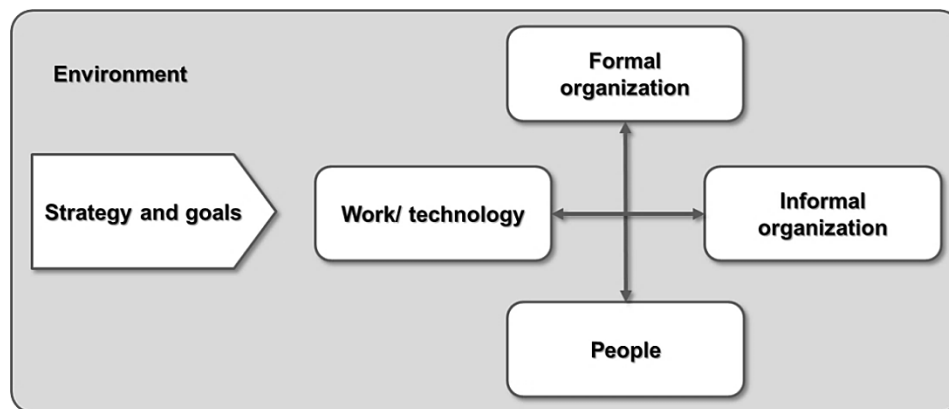 Environment
Formal
organization
Strategy and goals
Work/ technology
Informal
organization
People